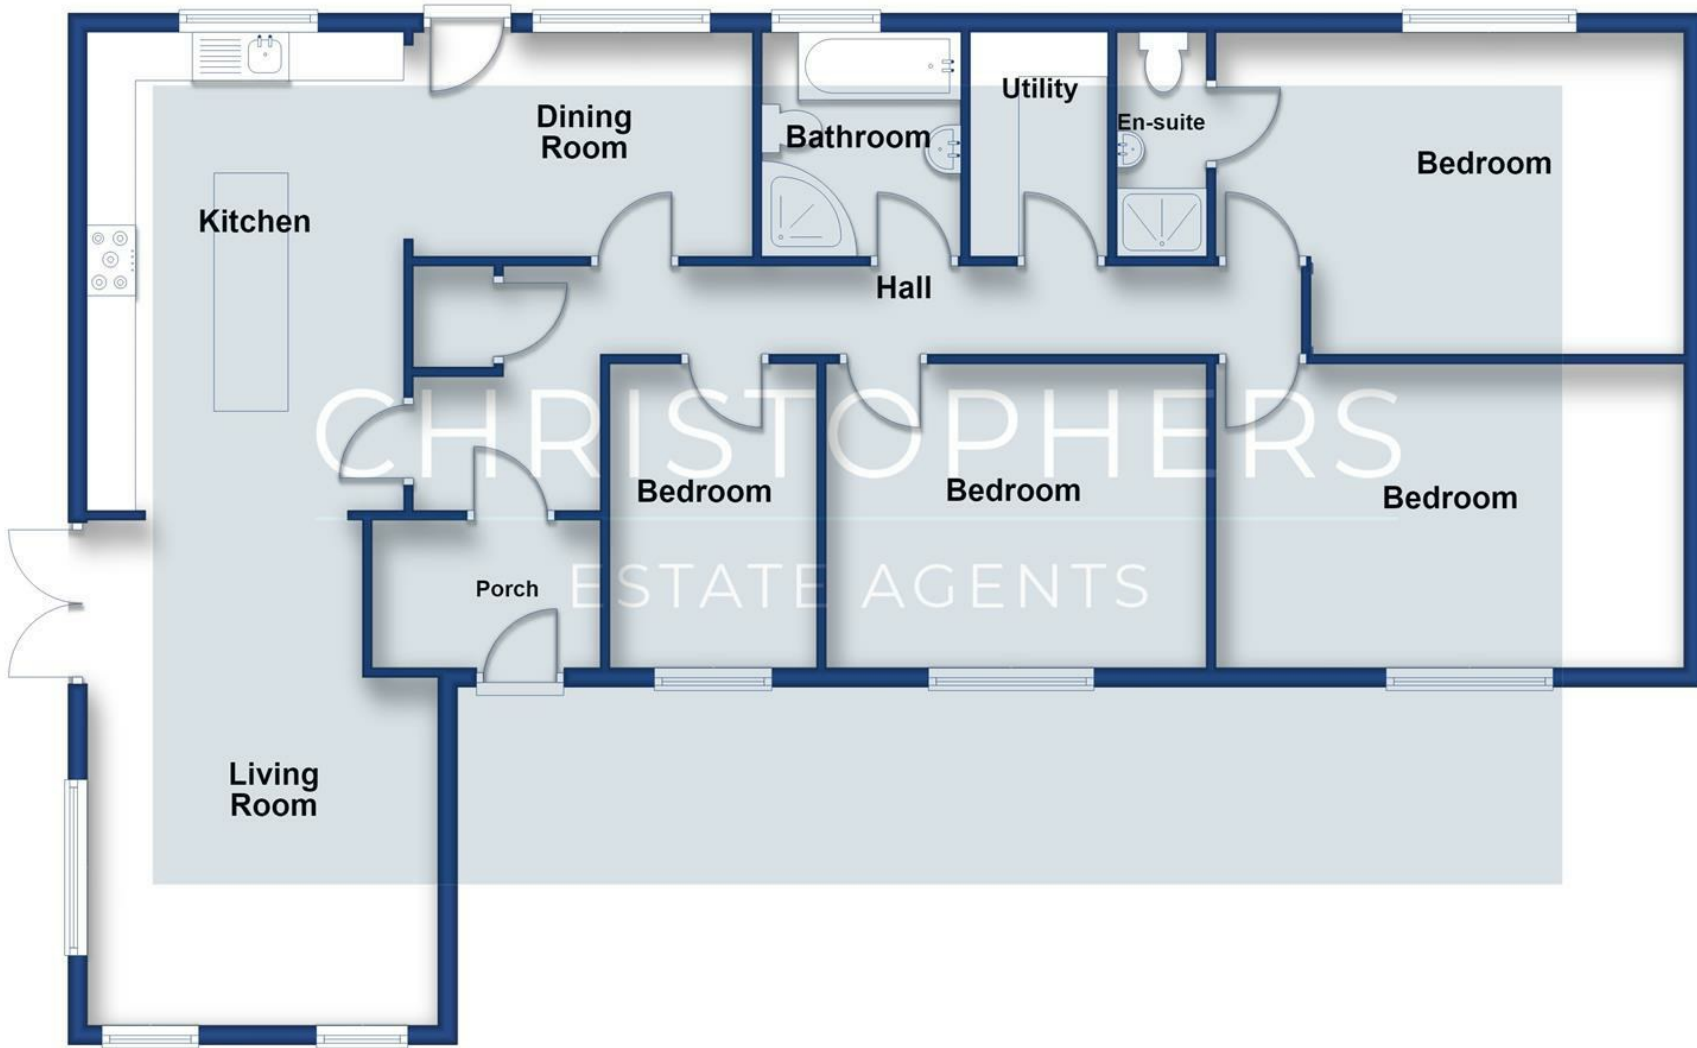 Dining
Room
Bathroom
Utility
En-suite
Bedroom
Kitchen
Hall
CHRISTOPHERS
Bedroom
Bedroom
Bedroom
Porch
ESTATE AGENTS
Living
Room